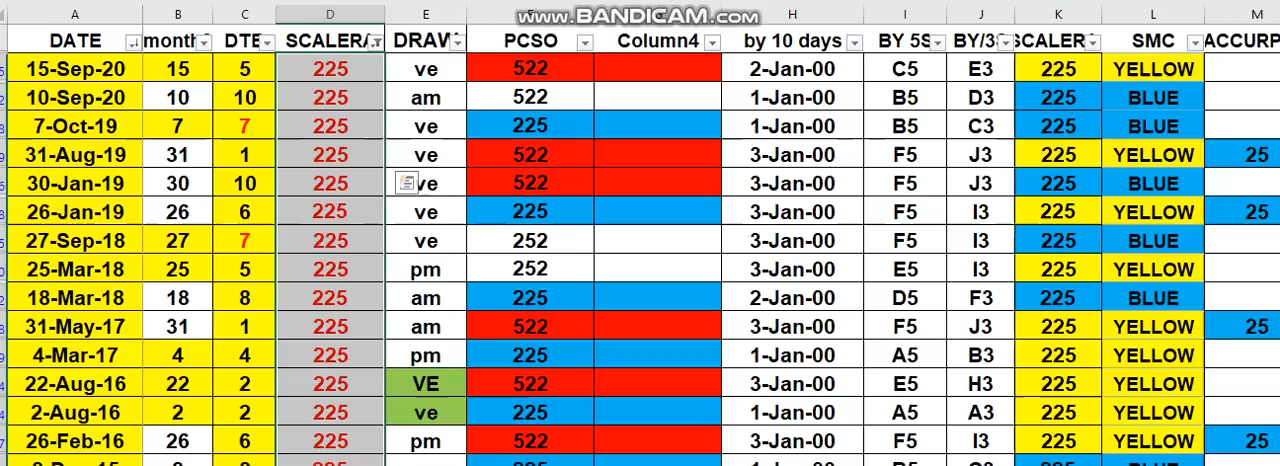 www.BANDICAM.com
A B C D E F G H I J K L M
DATE month DTE SCALERA DRAW PCSO Column4 by 10 days BY 5S BY/3S SCALER SMC ACCURP
15-Sep-20 15 5 225 ve 522 2-Jan-00 C5 E3 225 YELLOW
10-Sep-20 10 10 225 am 522 1-Jan-00 B5 D3 225 BLUE
7-Oct-19 7 7 225 ve 225 1-Jan-00 B5 C3 225 BLUE
31-Aug-19 31 1 225 ve 522 3-Jan-00 F5 J3 225 YELLOW 25
30-Jan-19 30 10 225 ve 522 3-Jan-00 F5 J3 225 BLUE
26-Jan-19 26 6 225 ve 225 3-Jan-00 F5 I3 225 YELLOW 25
27-Sep-18 27 7 225 ve 252 3-Jan-00 F5 I3 225 BLUE
25-Mar-18 25 5 225 pm 252 3-Jan-00 E5 I3 225 YELLOW
18-Mar-18 18 8 225 am 225 2-Jan-00 D5 F3 225 BLUE
31-May-17 31 1 225 am 522 3-Jan-00 F5 J3 225 YELLOW 25
4-Mar-17 4 4 225 pm 225 1-Jan-00 A5 B3 225 YELLOW
22-Aug-16 22 2 225 VE 522 3-Jan-00 E5 H3 225 YELLOW
2-Aug-16 2 2 225 ve 225 1-Jan-00 A5 A3 225 YELLOW
26-Feb-16 26 6 225 pm 522 3-Jan-00 F5 I3 225 YELLOW 25